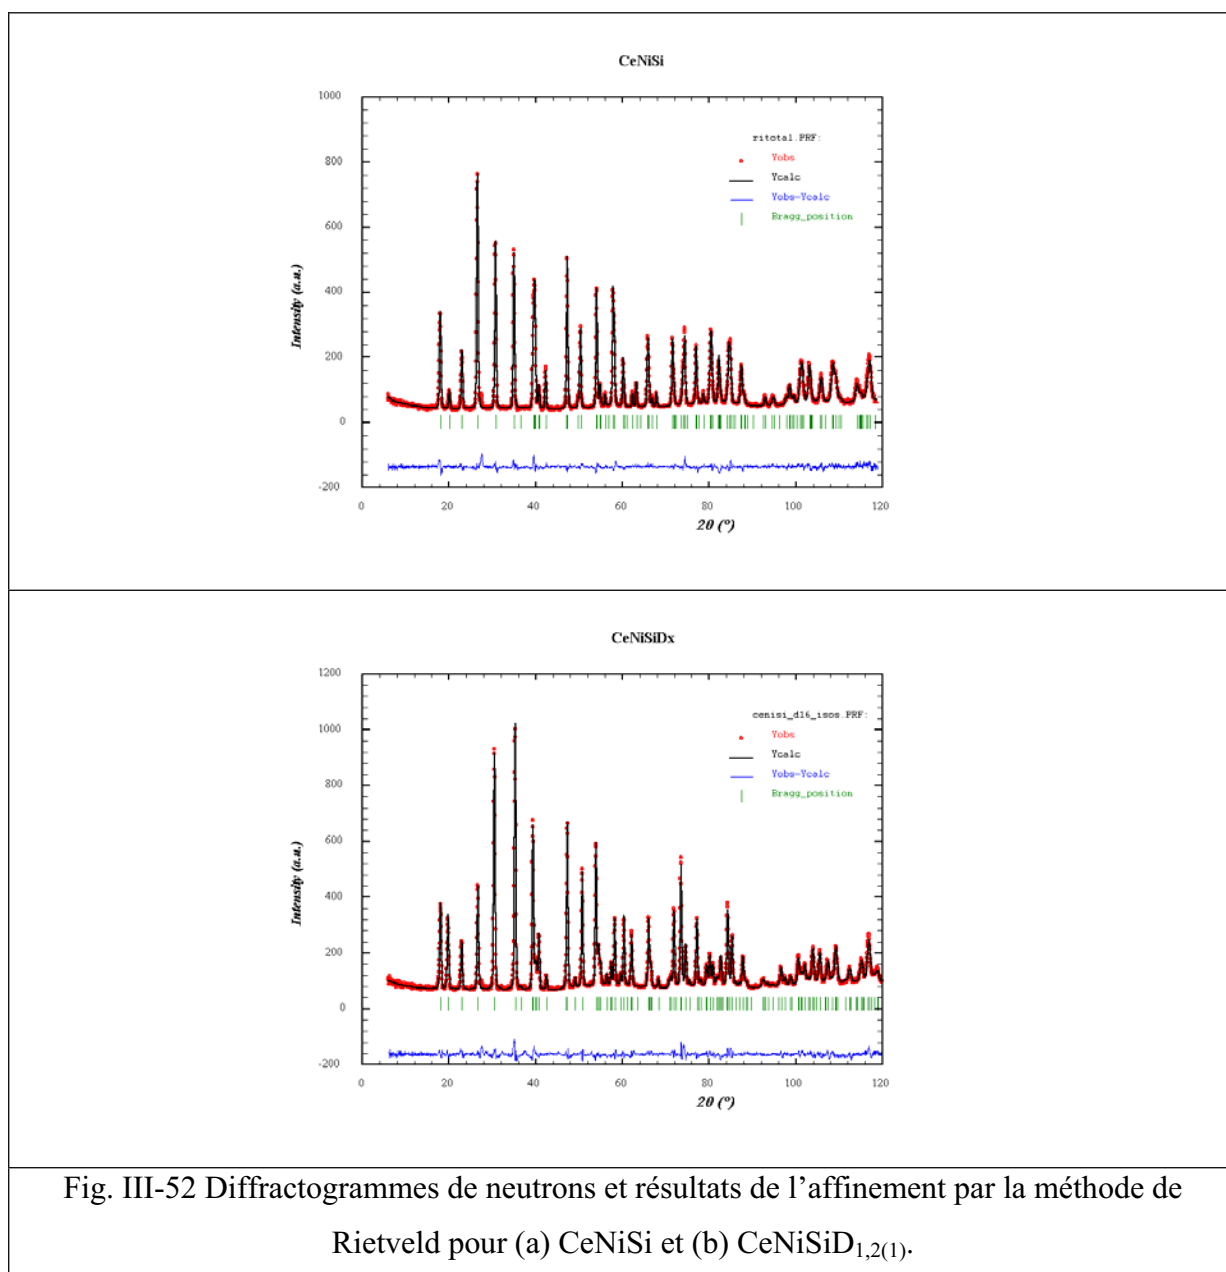 CeNiSi
1000
800
600
400
200
0
-200
Intensity (a.u.)
ritotal.PRF:
Yobs
Ycalc
Yobs-Ycalc
Bragg_position
0 20 40 60 80 100 120
2θ (°)
CeNiSiDx
1200
1000
800
600
400
200
0
-200
Intensity (a.u.)
cenisi_d16_isos.PRF:
Yobs
Ycalc
Yobs-Ycalc
Bragg_position
0 20 40 60 80 100 120
2θ (°)
Fig. III-52 Diffractogrammes de neutrons et résultats de l’affinement par la méthode de
Rietveld pour (a) CeNiSi et (b) CeNiSiD1,2(1).